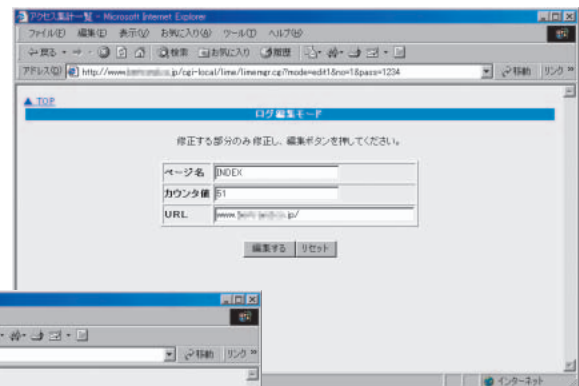 アクセス集計一覧 - Microsoft Internet Explorer
ファイル(F) 編集(E) 表示(V) お気に入り(A) ツール(T) ヘルプ(H)
戻る 検索 お気に入り 履歴
アドレス(D) http://www. .jp/cgi-local/lime/limemgr.cgi?mode=edit1&no=1&pass=1234 移動 リンク »
▲ TOP
ログ編集モード
修正する部分のみ修正し、編集ボタンを押してください。
ページ名 INDEX
カウンタ値 51
URL www. .jp/
編集する リセット
移動 リンク »
インターネット